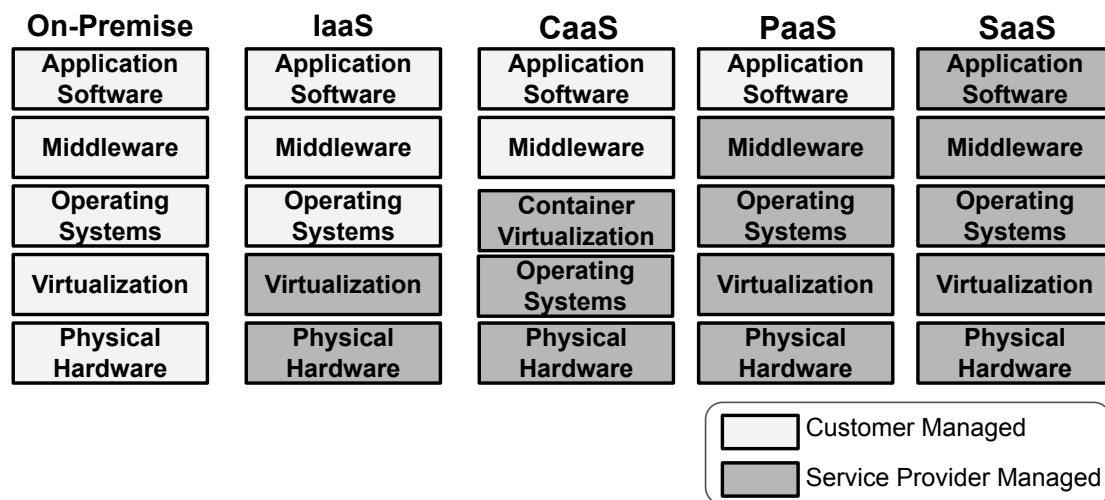 On-Premise
IaaS
CaaS
PaaS
SaaS
Application
Software
Application
Software
Application
Software
Application
Software
Application
Software
Middleware
Middleware
Middleware
Middleware
Middleware
Operating
Systems
Operating
Systems
Container
Virtualization
Operating
Systems
Operating
Systems
Virtualization
Virtualization
Operating
Systems
Virtualization
Virtualization
Physical
Hardware
Physical
Hardware
Physical
Hardware
Physical
Hardware
Physical
Hardware
Customer Managed
Service Provider Managed